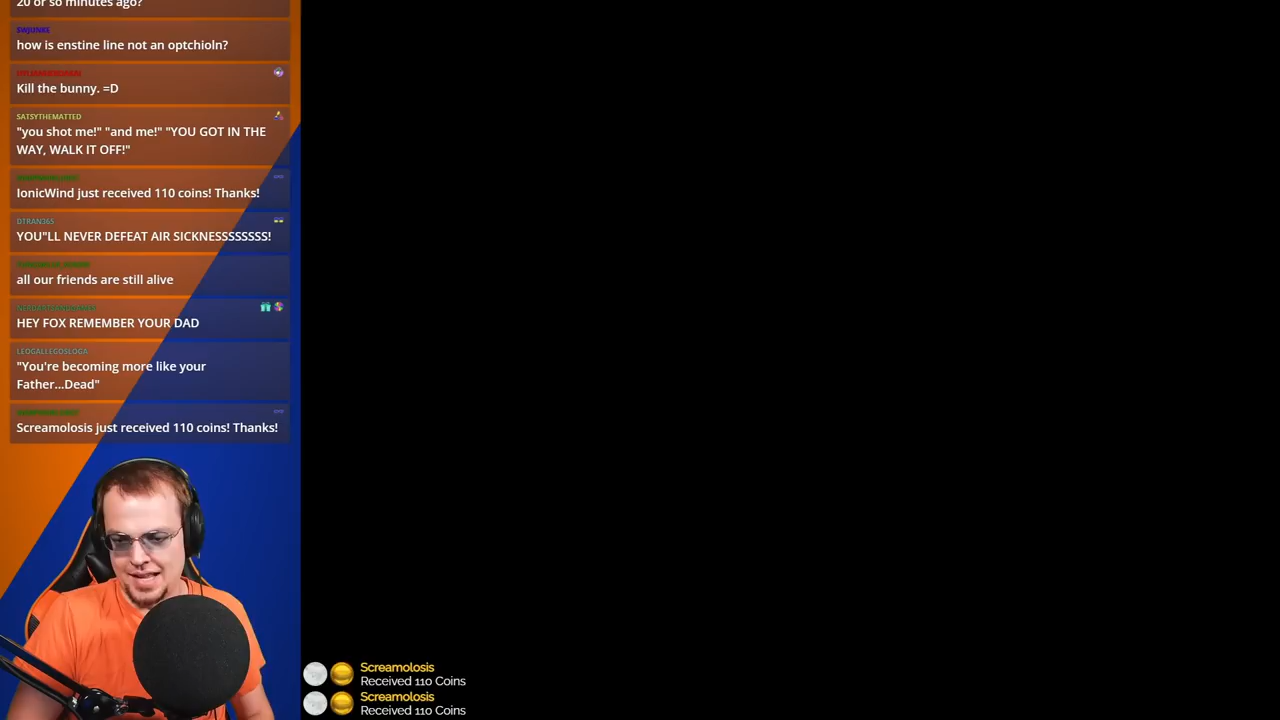 20 or so minutes ago?
SWJUNKE
how is enstine line not an optchioln?
Kill the bunny. =D
SATSYTHEMATTED
"you shot me!" "and me!" "YOU GOT IN THE
WAY, WALK IT OFF!"
IonicWind just received 110 coins! Thanks!
DTRAN365
YOU"LL NEVER DEFEAT AIR SICKNESSSSSSSS!
all our friends are still alive
HEY FOX REMEMBER YOUR DAD
LEOGALLEGOSLOGA
"You're becoming more like your
Father...Dead"
Screamolosis just received 110 coins! Thanks!
Screamolosis
Received 110 Coins
Screamolosis
Received 110 Coins